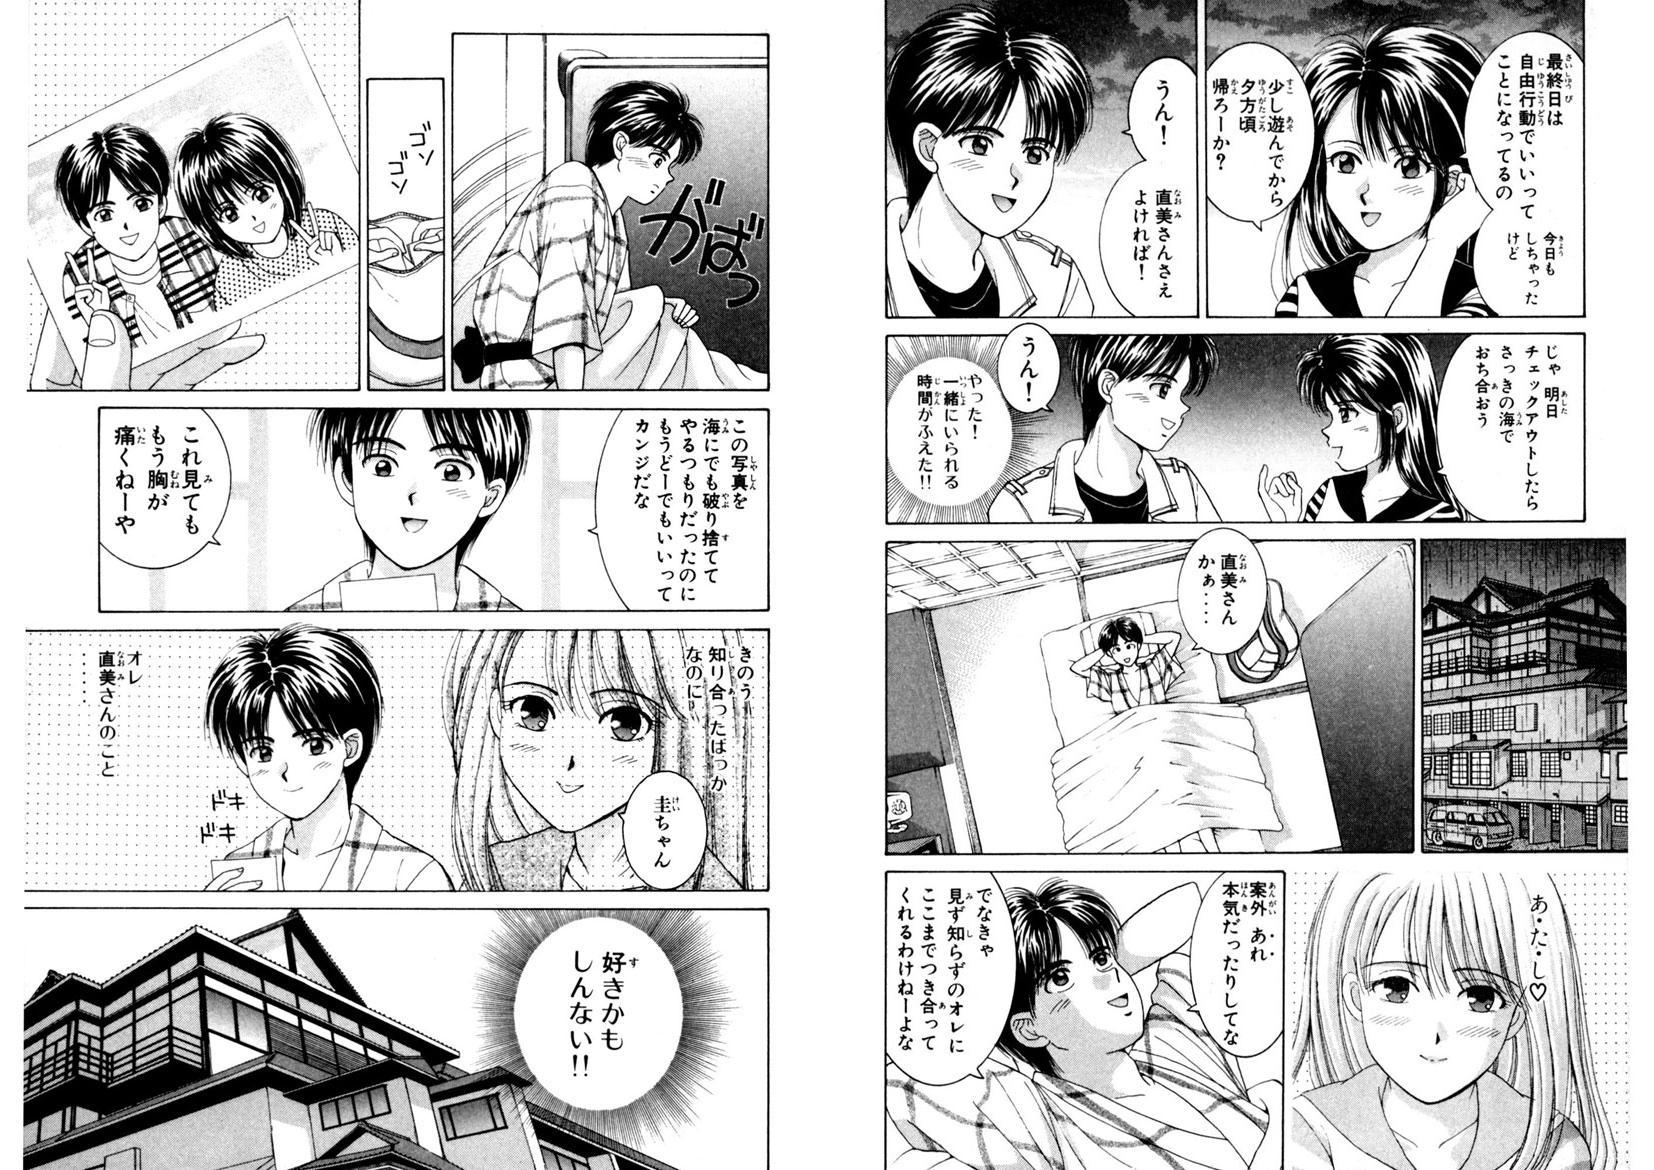 最終日は
自由行動でいいって
ことになってるの
今日も
しちゃった
けど
少し遊んでから
夕方頃
帰ろーか?
うん!
直美さんさえ
よければ!
じゃ 明日
チェックアウトしたら
さっきの海で
おち合おう
うん!
やった!
一緒にいられる
時間がふえた!!
直美さん
かぁ‥‥
あ・た・し♡
案外 あれ
本気だったりしてな
でなきゃ
見ず知らずのオレに
ここまでつき合って
くれるわけねーよな
がばっ
ゴソ
ゴソ
この写真を
海にでも破り捨てて
やるつもりだったのに
もうどーでもいいって
カンジだな
これ見ても
もう胸が
痛くねーや
きのう
知り合ったばっか
なのに
圭ちゃん
ドキ
ドキ
オレ
直美さんのこと
‥‥
好きかも
しんない!!